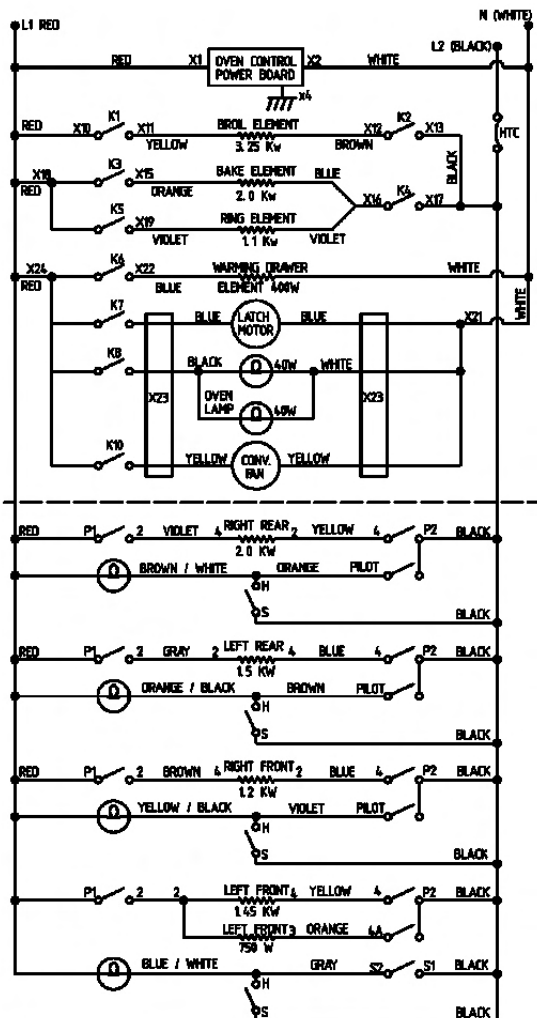 L1 RED
N (WHITE)
L2 (BLACK)
RED X1 OVEN CONTROL POWER BOARD X2 WHITE
X4
HTC
RED X10 K1 X11 BROIL ELEMENT X12 K2 X13
YELLOW 3.25 Kw BROWN
BLACK
X18 K3 X15 BAKE ELEMENT BLUE
RED ORANGE 2.0 Kw
X16 K4 X17
K5 X19 RING ELEMENT
VIOLET 1.1 Kw VIOLET
X24 K6 X22 WARMING DRAWER WHITE
RED BLUE ELEMENT 400W
WHITE
K7 BLUE LATCH MOTOR BLUE X21
K8 BLACK 40W WHITE
X23 OVEN LAMP 40W X23
K10 YELLOW CONV. FAN YELLOW
RED P1 2 VIOLET 4 RIGHT REAR 2 YELLOW 4 P2 BLACK
2.0 KW
BROWN / WHITE ORANGE PILOT
H
S BLACK
RED P1 2 GRAY 2 LEFT REAR 4 BLUE 4 P2 BLACK
1.5 KW
ORANGE / BLACK BROWN PILOT
H
S BLACK
RED P1 2 BROWN 4 RIGHT FRONT 2 BLUE 4 P2 BLACK
1.2 KW
YELLOW / BLACK VIOLET PILOT
H
S BLACK
P1 2 2 LEFT FRONT 4 YELLOW 4 P2 BLACK
1.45 KW
LEFT FRONT 3 ORANGE 4A
750 W
BLUE / WHITE GRAY S2 S1 BLACK
H
S BLACK